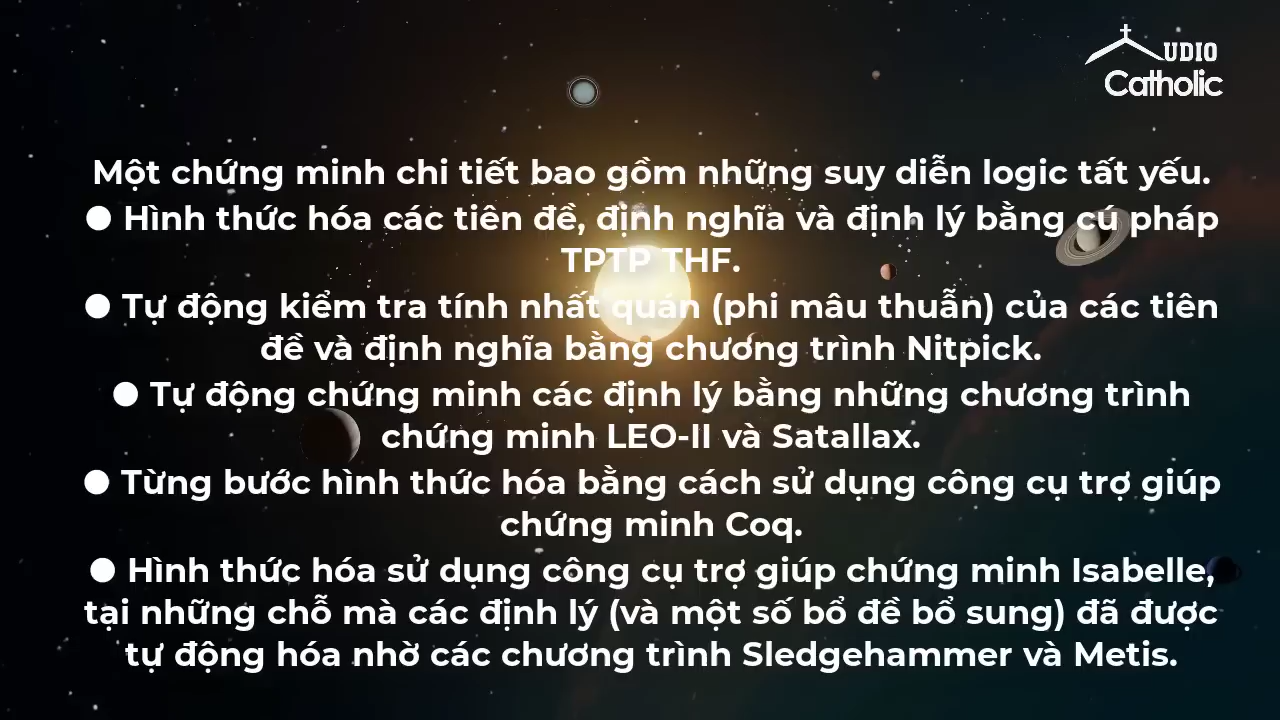 UDIO
Catholic
Một chứng minh chi tiết bao gồm những suy diễn logic tất yếu.
● Hình thức hóa các tiên đề, định nghĩa và định lý bằng cú pháp
TPTP THF.
● Tự động kiểm tra tính nhất quán (phi mâu thuẫn) của các tiên
đề và định nghĩa bằng chương trình Nitpick.
● Tự động chứng minh các định lý bằng những chương trình
chứng minh LEO-II và Satallax.
● Từng bước hình thức hóa bằng cách sử dụng công cụ trợ giúp
chứng minh Coq.
● Hình thức hóa sử dụng công cụ trợ giúp chứng minh Isabelle,
tại những chỗ mà các định lý (và một số bổ đề bổ sung) đã được
tự động hóa nhờ các chương trình Sledgehammer và Metis.